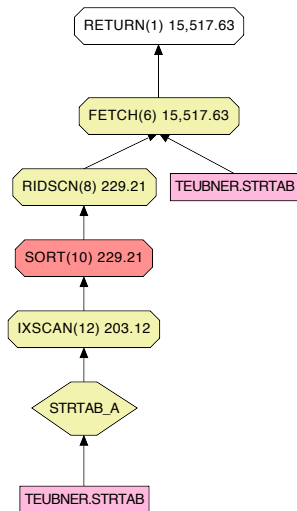 RETURN(1) 15,517.63
FETCH(6) 15,517.63
RIDSCN(8) 229.21
TEUBNER.STRTAB
SORT(10) 229.21
IXSCAN(12) 203.12
STRTAB_A
TEUBNER.STRTAB